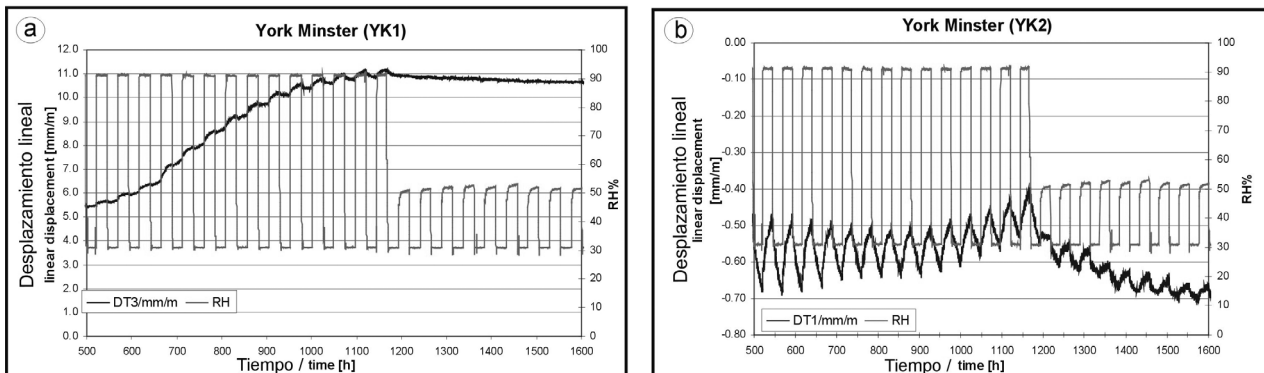 a
York Minster (YK1)
12.0
11.0
10.0
9.0
8.0
7.0
6.0
5.0
4.0
3.0
2.0
1.0
0.0
Desplazamiento lineal
linear displacement [mm/m]
100
90
80
70
60
50
40
30
20
10
0
RH%
DT3/mm/m RH
500 600 700 800 900 1000 1100 1200 1300 1400 1500 1600
Tiempo / time [h]
b
York Minster (YK2)
0.00
-0.10
-0.20
-0.30
-0.40
-0.50
-0.60
-0.70
-0.80
Desplazamiento lineal
linear displacement
[mm/m]
100
90
80
70
60
50
40
30
20
10
0
RH%
DT1/mm/m RH
500 600 700 800 900 1000 1100 1200 1300 1400 1500 1600
Tiempo / time [h]